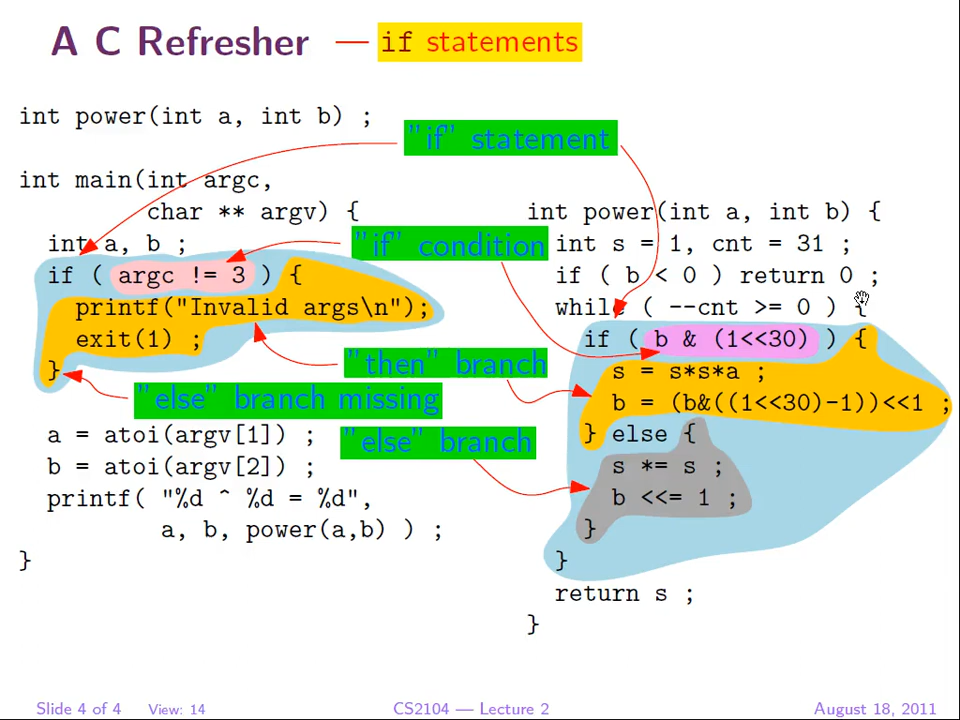 A C Refresher — if statements
int power(int a, int b) ;
"if" statement
int main(int argc,
char ** argv) {
int a, b ;
"if" condition
if ( argc != 3 ) {
printf("Invalid args\n");
exit(1) ;
}
"then" branch
"else" branch missing
a = atoi(argv[1]) ;
"else" branch
b = atoi(argv[2]) ;
printf( "%d ^ %d = %d",
a, b, power(a,b) ) ;
}
int power(int a, int b) {
int s = 1, cnt = 31 ;
if ( b < 0 ) return 0 ;
while ( --cnt >= 0 ) {
if ( b & (1<<30) ) {
s = s*s*a ;
b = (b&((1<<30)-1))<<1 ;
} else {
s *= s ;
b <<= 1 ;
}
}
return s ;
}
Slide 4 of 4 View: 14 CS2104 — Lecture 2 August 18, 2011